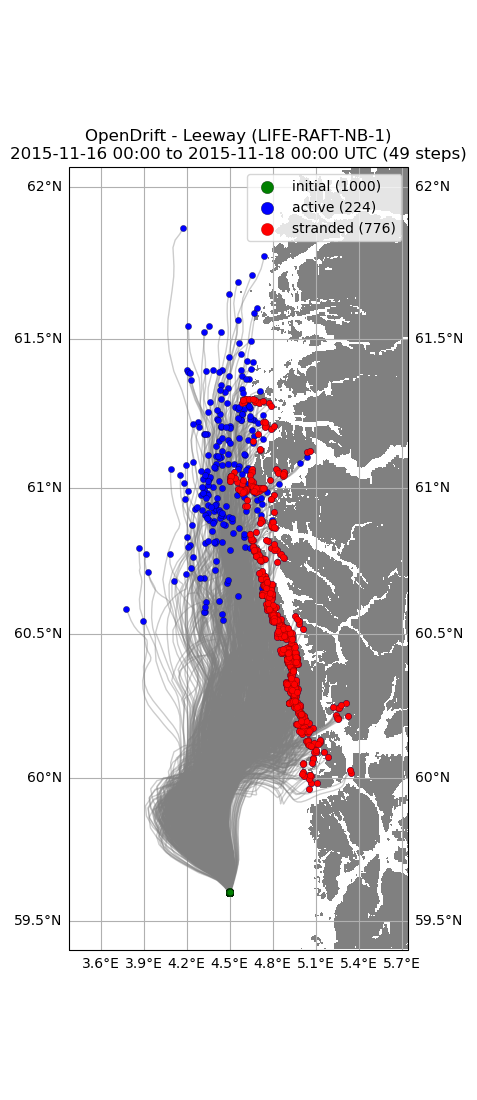 OpenDrift - Leeway (LIFE-RAFT-NB-1)
2015-11-16 00:00 to 2015-11-18 00:00 UTC (49 steps)
initial (1000)
active (224)
stranded (776)
62°N 62°N
61.5°N 61.5°N
61°N 61°N
60.5°N 60.5°N
60°N 60°N
59.5°N 59.5°N
3.6°E 3.9°E 4.2°E 4.5°E 4.8°E 5.1°E 5.4°E 5.7°E